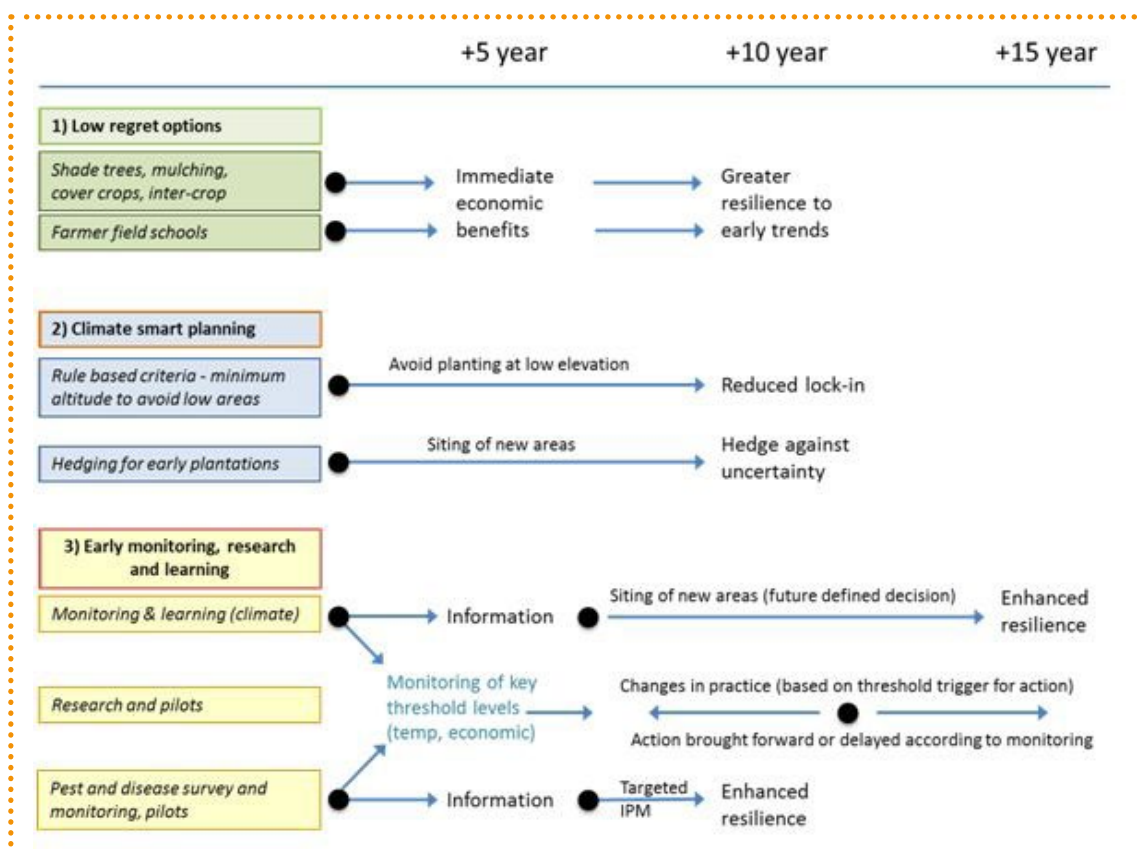 +5 year
+10 year
+15 year
1) Low regret options
Shade trees, mulching,
cover crops, inter-crop
Farmer field schools
Immediate
economic
benefits
Greater
resilience to
early trends
2) Climate smart planning
Rule based criteria - minimum
altitude to avoid low areas
Avoid planting at low elevation
Reduced lock-in
Hedging for early plantations
Siting of new areas
Hedge against
uncertainty
3) Early monitoring, research
and learning
Monitoring & learning (climate)
Information
Siting of new areas (future defined decision)
Enhanced
resilience
Research and pilots
Monitoring of key
threshold levels
(temp, economic)
Changes in practice (based on threshold trigger for action)
Action brought forward or delayed according to monitoring
Pest and disease survey and
monitoring, pilots
Information
Targeted
IPM
Enhanced
resilience